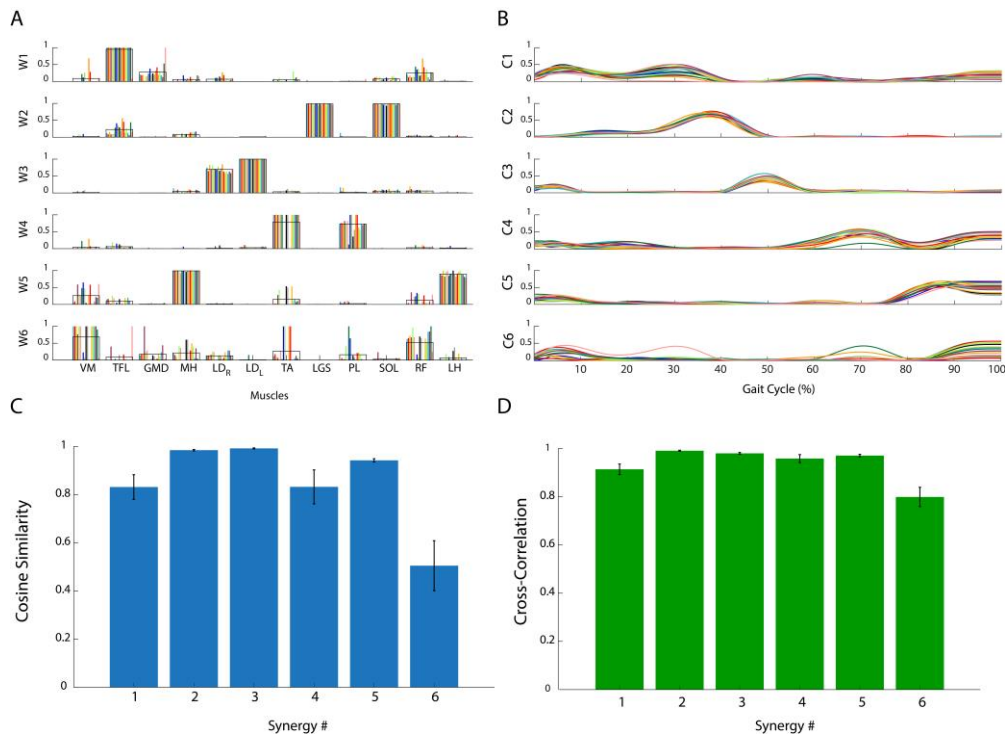 A
W1
1
0.5
0
W2
1
0.5
0
W3
1
0.5
0
W4
1
0.5
0
W5
1
0.5
0
W6
1
0.5
0
VM TFL GMD MH LD_R LD_L TA LGS PL SOL RF LH
Muscles
B
C1
1
0.5
0
C2
1
0.5
0
C3
1
0.5
0
C4
1
0.5
0
C5
1
0.5
0
C6
1
0.5
0
10 20 30 40 50 60 70 80 90 100
Gait Cycle (%)
C
Cosine Similarity
1
0.8
0.6
0.4
0.2
0
1 2 3 4 5 6
Synergy #
D
Cross-Correlation
1
0.8
0.6
0.4
0.2
0
1 2 3 4 5 6
Synergy #